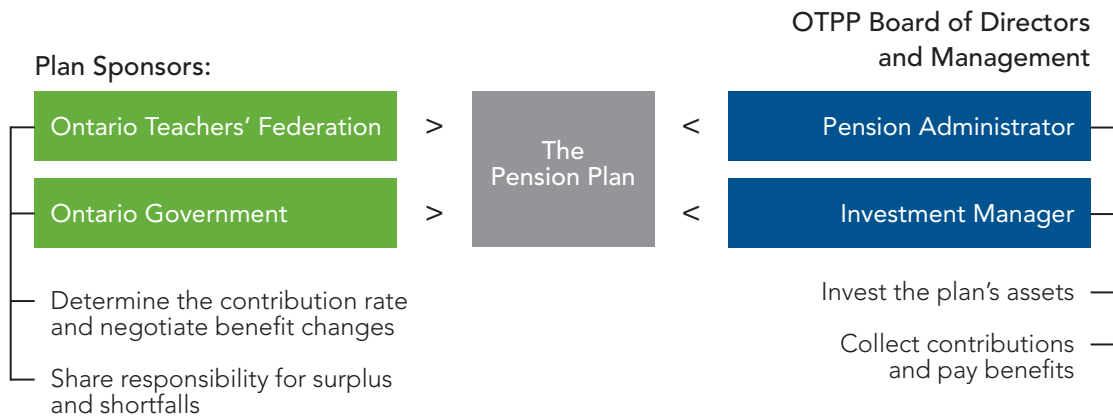 Plan Sponsors:
Ontario Teachers’ Federation
Ontario Government
Determine the contribution rate
and negotiate benefit changes
Share responsibility for surplus
and shortfalls
>
>
The
Pension Plan
<
<
OTPP Board of Directors
and Management
Pension Administrator
Investment Manager
Invest the plan’s assets
Collect contributions
and pay benefits